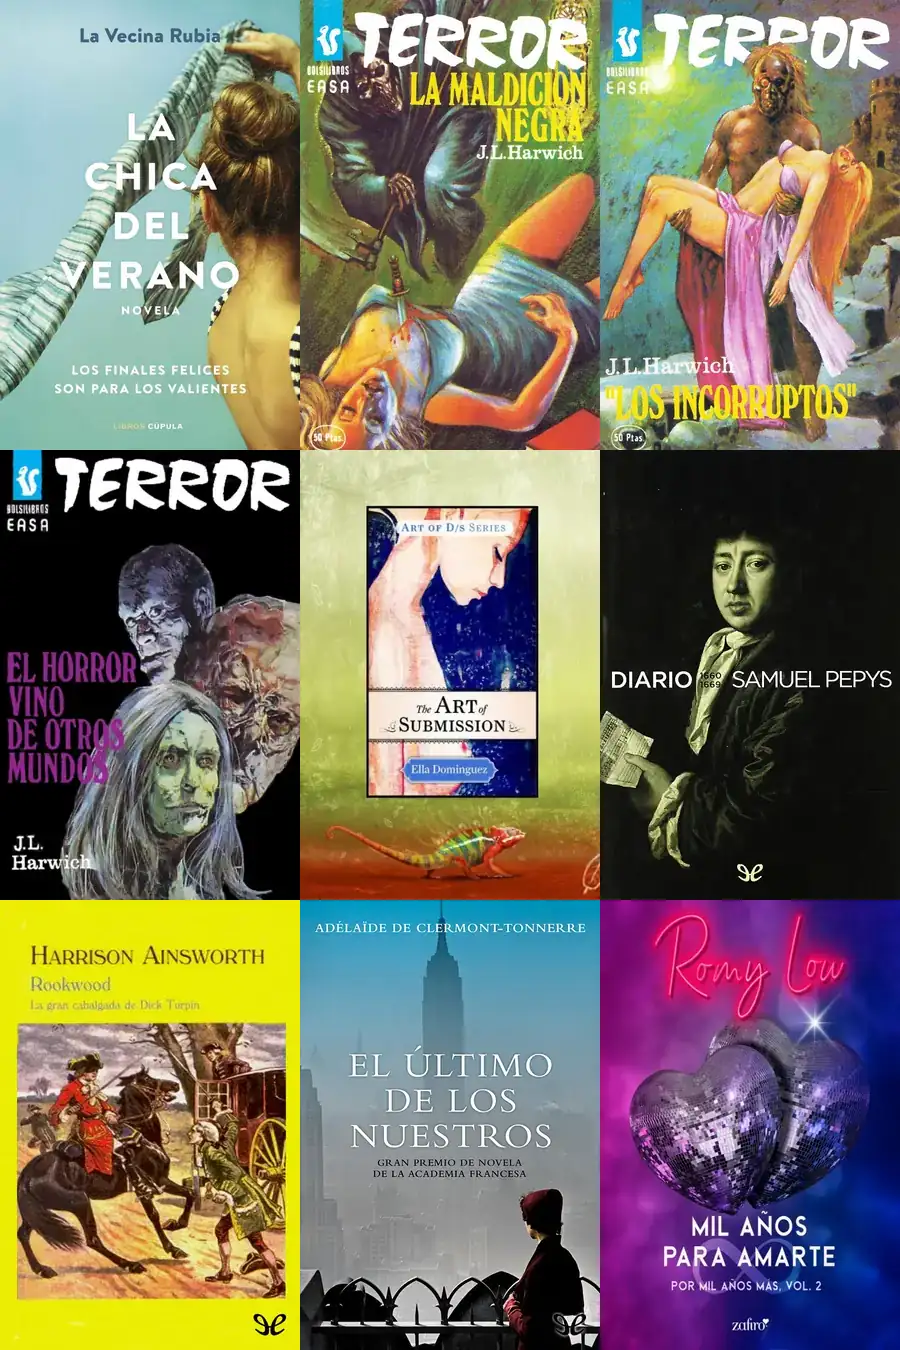 La Vecina Rubia
LA
CHICA
DEL
VERANO
NOVELA
LOS FINALES FELICES
SON PARA LOS VALIENTES
LIBROS CÚPULA
TERROR
BOLSILIBROS
EASA
LA MALDICION
NEGRA
J.L.Harwich
50 Ptas.
TERROR
BOLSILIBROS
EASA
J.L.Harwich
"LOS INCORRUPTOS"
50 Ptas.
TERROR
BOLSILIBROS
EASA
EL HORROR
VINO
DE OTROS
MUNDOS
J.L.
Harwich
ART OF D/S SERIES
The ART of
SUBMISSION
Ella Dominguez
DIARIO 1660 1669 SAMUEL PEPYS
HARRISON AINSWORTH
Rookwood
La gran cabalgada de Dick Turpin
ADÉLAÏDE DE CLERMONT-TONNERRE
EL ÚLTIMO
DE LOS
NUESTROS
GRAN PREMIO DE NOVELA
DE LA ACADEMIA FRANCESA
Romy Low
MIL AÑOS
PARA AMARTE
POR MIL AÑOS MÁS, VOL. 2
zafiro